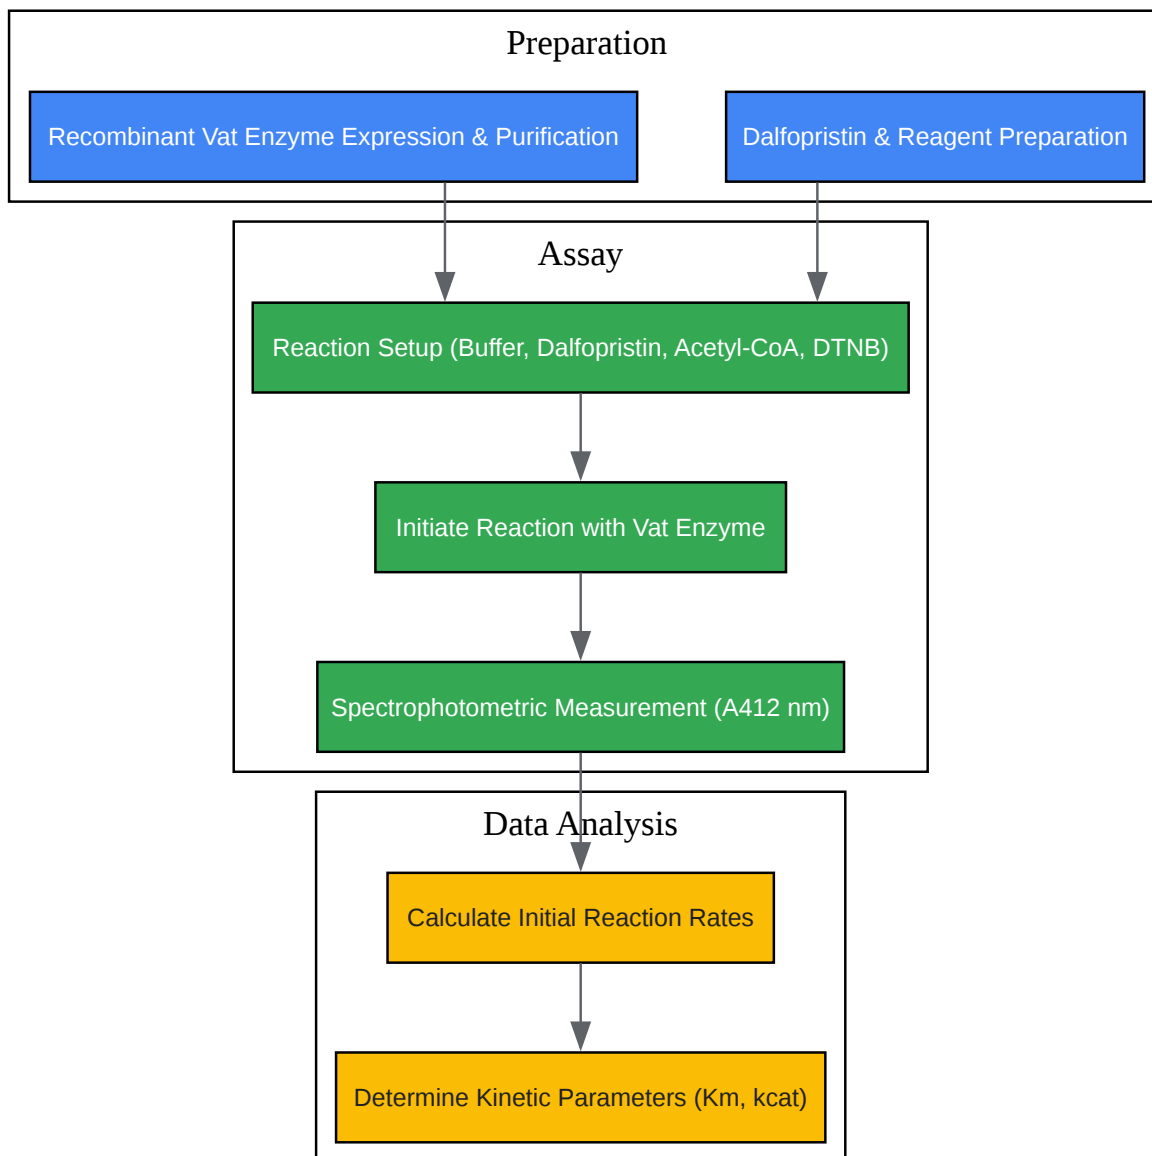 Preparation
Recombinant Vat Enzyme Expression & Purification
Dalfopristin & Reagent Preparation
Assay
Reaction Setup (Buffer, Dalfopristin, Acetyl-CoA, DTNB)
Initiate Reaction with Vat Enzyme
Spectrophotometric Measurement (A412 nm)
Data Analysis
Calculate Initial Reaction Rates
Determine Kinetic Parameters (Km, kcat)